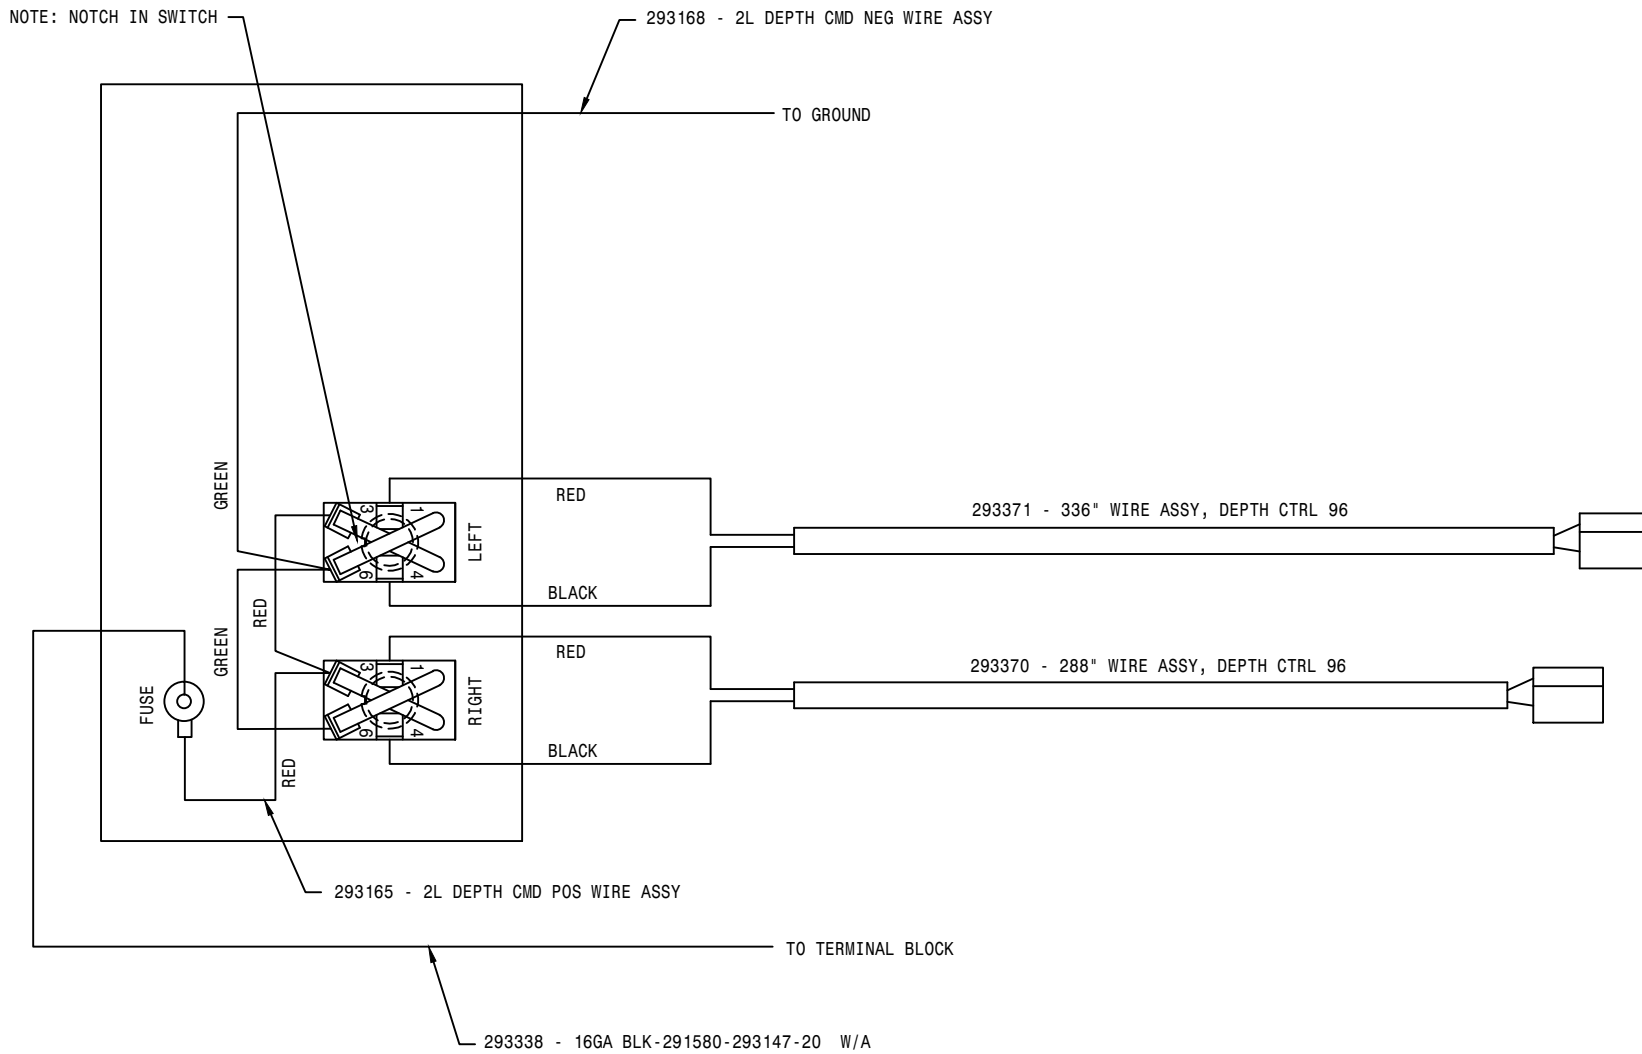 NOTE: NOTCH IN SWITCH
293168 - 2L DEPTH CMD NEG WIRE ASSY
TO GROUND
GREEN
RED
3
1
6
4
LEFT
293371 - 336" WIRE ASSY, DEPTH CTRL 96
BLACK
RED
GREEN
RED
3
1
6
4
RIGHT
293370 - 288" WIRE ASSY, DEPTH CTRL 96
BLACK
FUSE
RED
293165 - 2L DEPTH CMD POS WIRE ASSY
TO TERMINAL BLOCK
293338 - 16GA BLK-291580-293147-20 W/A